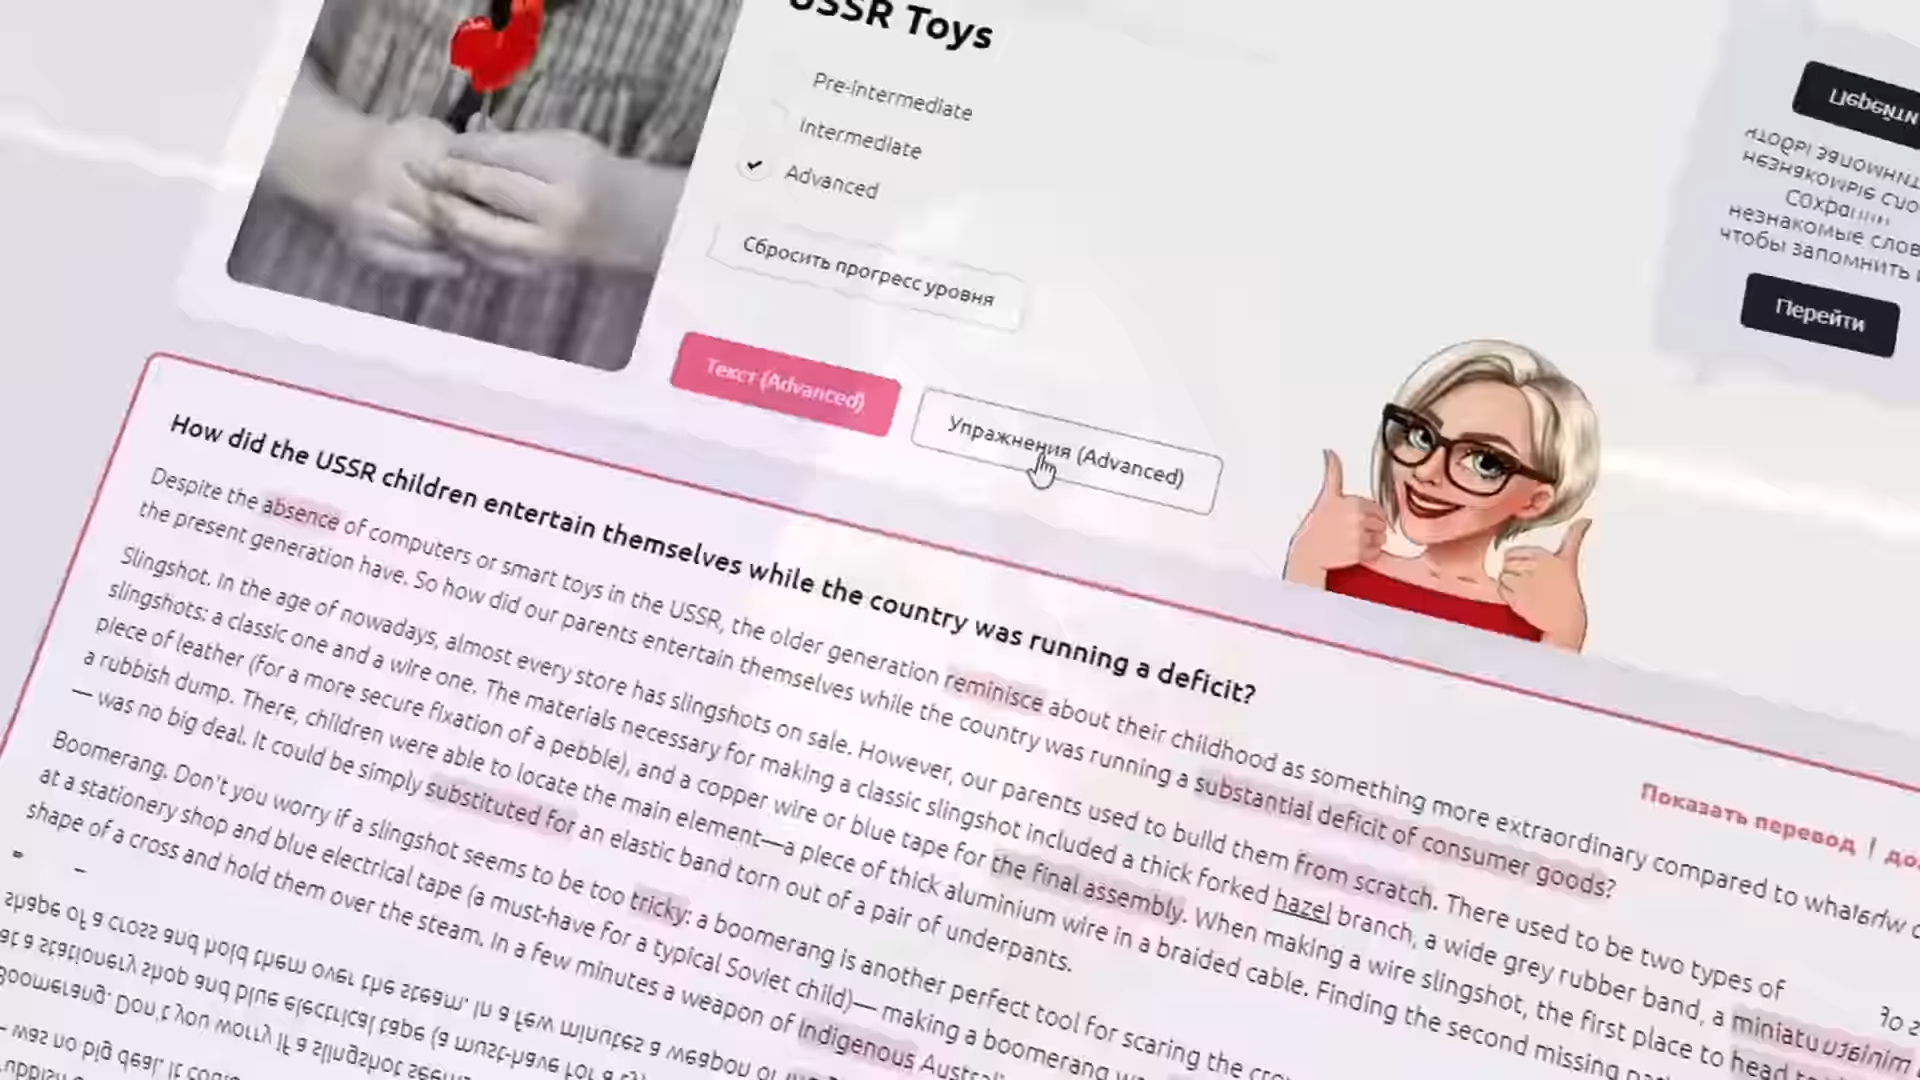 USSR Toys
Pre-intermediate
Intermediate
Advanced
Сбросить прогресс уровня
Текст (Advanced)
Упражнения (Advanced)
Сохрани
незнакомые слов
чтобы запомнить
Перейти
Показать перевод |
How did the USSR children entertain themselves while the country was running a deficit?
Despite the absence of computers or smart toys in the USSR, the older generation reminisce about their childhood as something more extraordinary compared to what
the present generation have. So how did our parents entertain themselves while the country was running a substantial deficit of consumer goods?
Slingshot. In the age of nowadays, almost every store has slingshots on sale. However, our parents used to build them from scratch. There used to be two types of
slingshots: a classic one and a wire one. The materials necessary for making a classic slingshot included a thick forked hazel branch, a wide grey rubber band, a miniatu
piece of leather (for a more secure fixation of a pebble), and a copper wire or blue tape for the final assembly. When making a wire slingshot, the first place to head
a rubbish dump. There, children were able to locate the main element—a piece of thick aluminium wire in a braided cable. Finding the second missing
— was no big deal. It could be simply substituted for an elastic band torn out of a pair of underpants.
Boomerang. Don't you worry if a slingshot seems to be too tricky: a boomerang is another perfect tool for scaring the
at a stationery shop and blue electrical tape (a must-have for a typical Soviet child)— making a boomerang
shape of a cross and hold them over the steam. In a few minutes a weapon of Indigenous